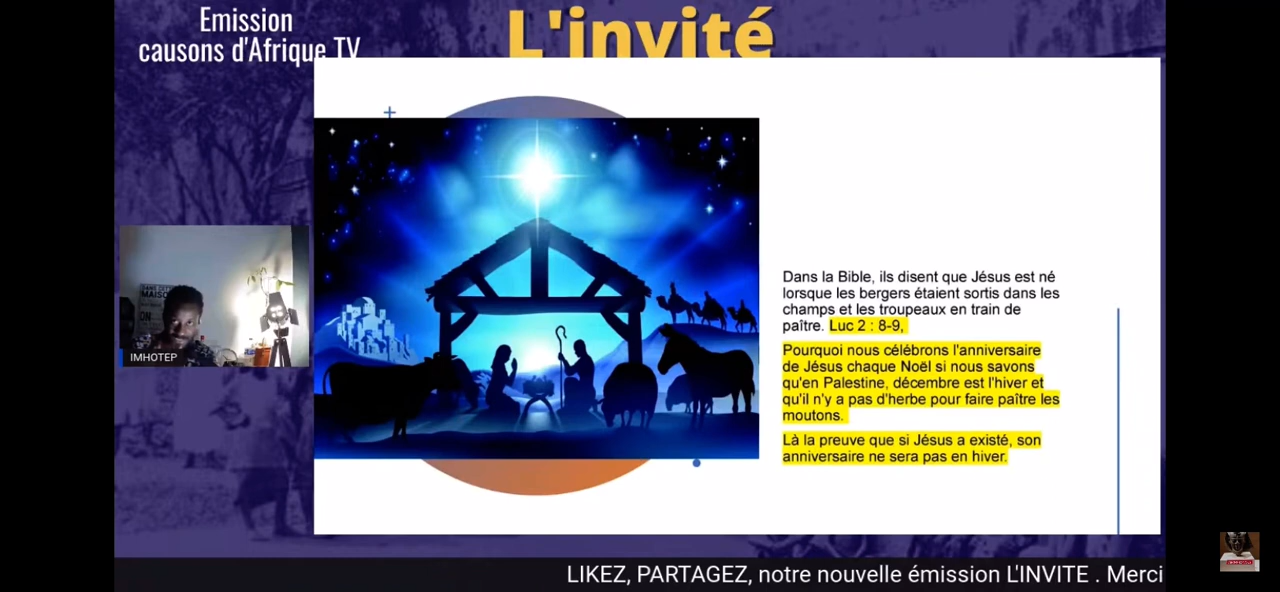 Emission
causons d'Afrique TV
L'invité
Dans la Bible, ils disent que Jésus est né
lorsque les bergers étaient sortis dans les
champs et les troupeaux en train de
paître. Luc 2 : 8-9,
Pourquoi nous célébrons l'anniversaire
de Jésus chaque Noël si nous savons
qu'en Palestine, décembre est l'hiver et
qu'il n'y a pas d'herbe pour faire paître les
moutons.
Là la preuve que si Jésus a existé, son
anniversaire ne sera pas en hiver.
MAISON
IMHOTEP
LIKEZ, PARTAGEZ, notre nouvelle émission L'INVITE . Merci